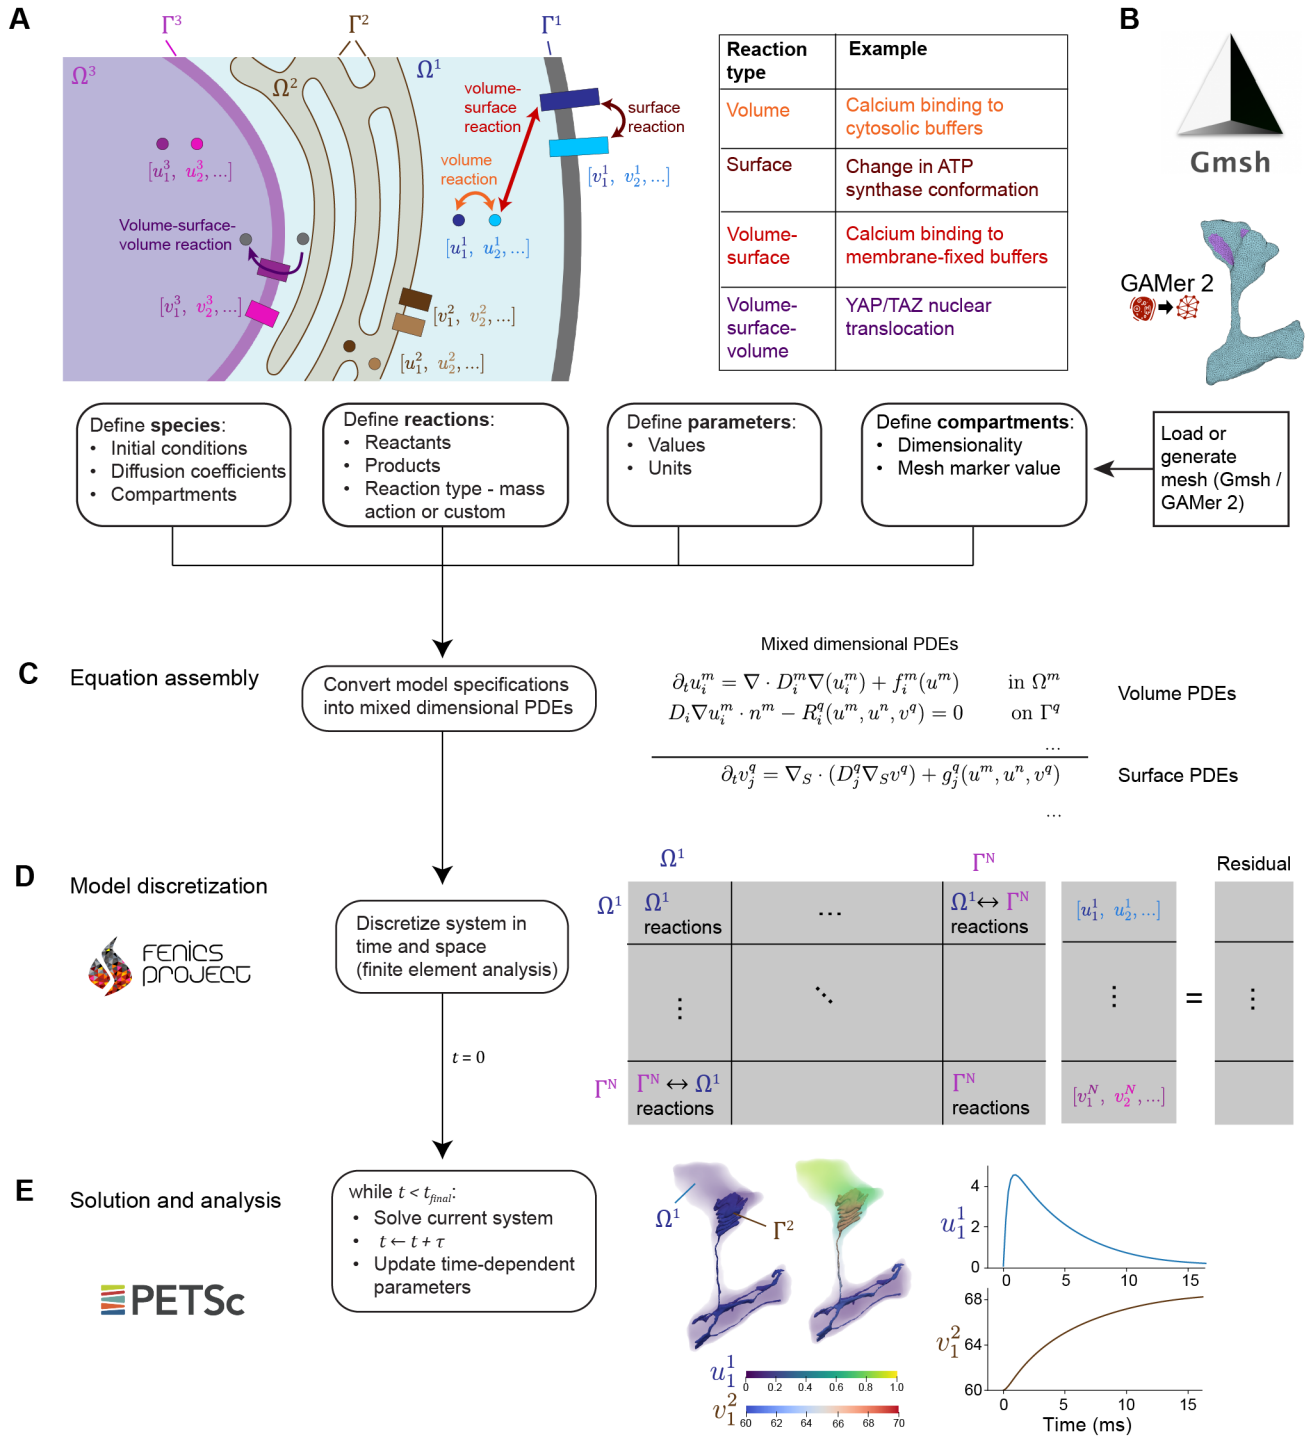 A
Γ³
Γ²
Γ¹
B
Ω³
Ω²
Ω¹
volume-
surface
reaction
surface
reaction
[u₁³, u₂³,...]
volume
reaction
[v₁¹, v₂¹,...]
Volume-surface-
volume reaction
[u₁¹, u₂¹,...]
[v₁³, v₂³,...]
[v₁², v₂²,...]
[u₁², u₂²,...]
Reaction
type
Example
Volume
Calcium binding to
cytosolic buffers
Surface
Change in ATP
synthase conformation
Volume-
surface
Calcium binding to
membrane-fixed buffers
Volume-
surface-
volume
YAP/TAZ nuclear
translocation
Gmsh
GAMer 2
Define species:
• Initial conditions
• Diffusion coefficients
• Compartments
Define reactions:
• Reactants
• Products
• Reaction type - mass
action or custom
Define parameters:
• Values
• Units
Define compartments:
• Dimensionality
• Mesh marker value
Load or
generate
mesh (Gmsh /
GAMer 2)
C
Equation assembly
Convert model specifications
into mixed dimensional PDEs
Mixed dimensional PDEs
∂ₜuᵢᵐ = ∇ · Dᵢᵐ∇(uᵢᵐ) + fᵢᵐ(uᵐ) in Ωᵐ
Dᵢ∇uᵢᵐ · nᵐ − Rᵢ^q(uᵐ, uⁿ, v^q) = 0 on Γ^q
...
Volume PDEs
∂ₜvⱼ^q = ∇_S · (Dⱼ^q∇_S v^q) + gⱼ^q(uᵐ, uⁿ, v^q)
...
Surface PDEs
D
Model discretization
FENICS
PROJECT
Discretize system in
time and space
(finite element analysis)
t = 0
Ω¹
Γᴺ
Residual
Ω¹
Ω¹
reactions
...
Ω¹↔ Γᴺ
reactions
[u₁¹, u₂¹,...]
⋮
⋱
⋮
=
⋮
Γᴺ
Γᴺ ↔ Ω¹
reactions
Γᴺ
reactions
[v₁ᴺ, v₂ᴺ,...]
E
Solution and analysis
PETSc
while t < t_final:
• Solve current system
• t ← t + τ
• Update time-dependent
parameters
Ω¹
Γ²
u₁¹
0 0.2 0.4 0.6 0.8 1.0
v₁²
60 62 64 66 68 70
u₁¹
4
2
0
0 5 10 15
v₁²
68
64
60
0 5 10 15
Time (ms)